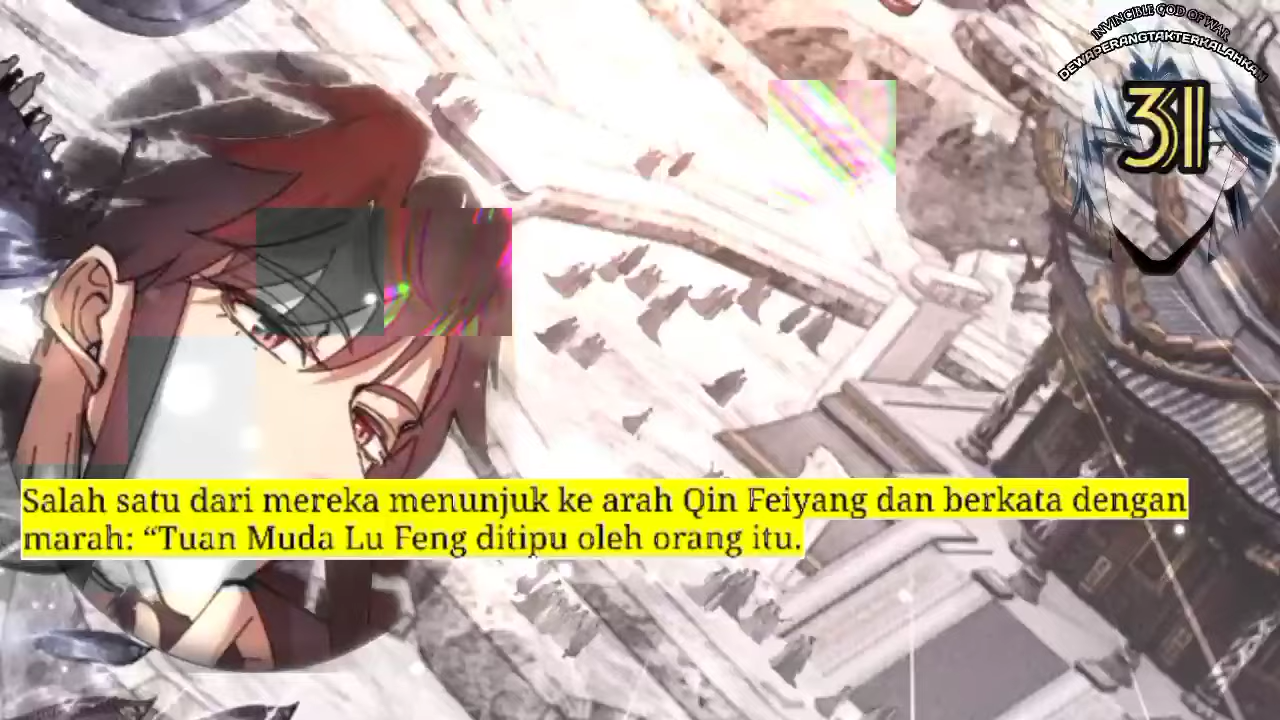 INVINCIBLE GOD OF WAR
DEWAPERANGTAKTERKALAHKAN
31
Salah satu dari mereka menunjuk ke arah Qin Feiyang dan berkata dengan
marah: “Tuan Muda Lu Feng ditipu oleh orang itu.